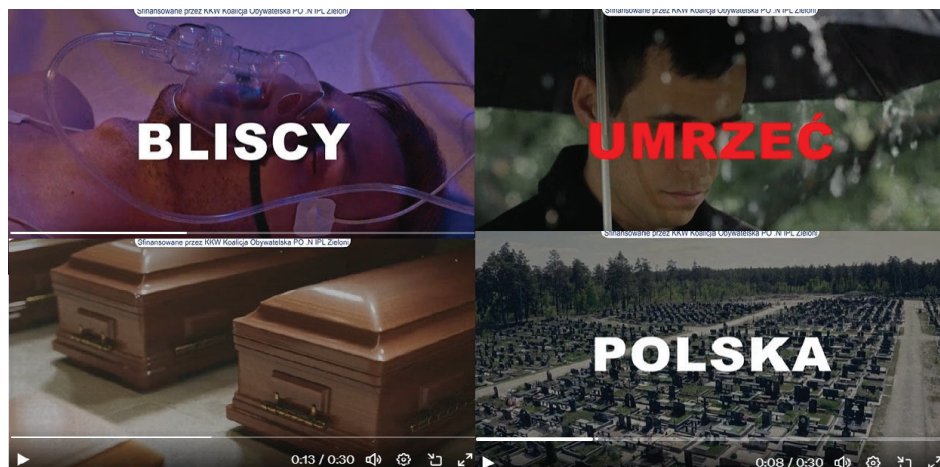 Sfinansowane przez KKW Koalicja Obywatelska PO .N IPL Zieloni
BLISCY
Sfinansowane przez KKW Koalicja Obywatelska PO .N IPL Zieloni
UMRZEĆ
Sfinansowane przez KKW Koalicja Obywatelska PO .N IPL Zieloni
0:13 / 0:30
Sfinansowane przez KKW Koalicja Obywatelska PO .N IPL Zieloni
POLSKA
0:08 / 0:30